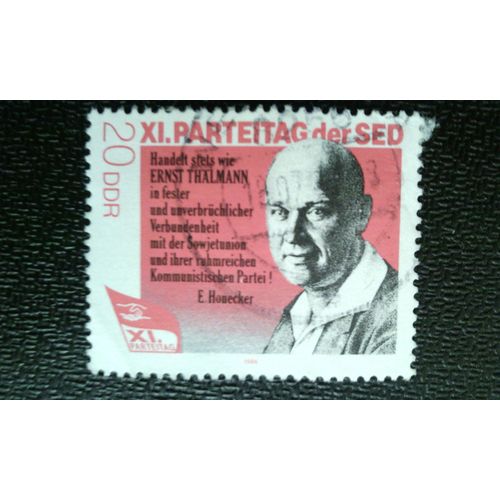 XI. PARTEITAG der SED
20 DDR
Handelt stets wie
ERNST THÄLMANN
in fester
und unverbrüchlicher
Verbundenheit
mit der Sowjetunion
und ihrer ruhmreichen
Kommunistischen Partei!
E. Honecker
XI.
PARTEITAG
1986